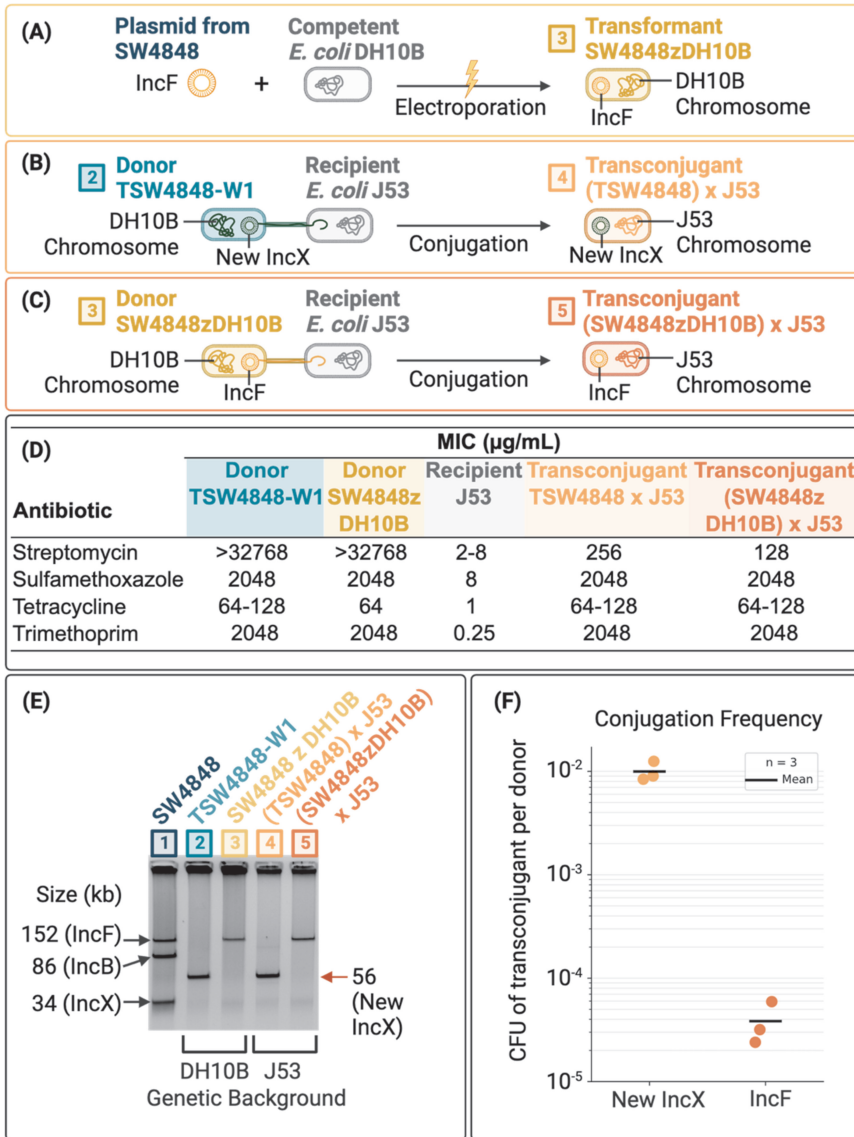 (A)
Plasmid from
SW4848
IncF
+
Competent
E. coli DH10B
Electroporation
3
Transformant
SW4848zDH10B
DH10B
Chromosome
IncF
(B)
2
Donor
TSW4848-W1
DH10B
Chromosome
New IncX
Recipient
E. coli J53
Conjugation
4
Transconjugant
(TSW4848) x J53
J53
Chromosome
New IncX
(C)
3
Donor
SW4848zDH10B
DH10B
Chromosome
IncF
Recipient
E. coli J53
Conjugation
5
Transconjugant
(SW4848zDH10B) x J53
J53
Chromosome
IncF
(D)
MIC (µg/mL)
Antibiotic
Donor
TSW4848-W1
Donor
SW4848z
DH10B
Recipient
J53
Transconjugant
TSW4848 x J53
Transconjugant
(SW4848z
DH10B) x J53
Streptomycin >32768 >32768 2-8 256 128
Sulfamethoxazole 2048 2048 8 2048 2048
Tetracycline 64-128 64 1 64-128 64-128
Trimethoprim 2048 2048 0.25 2048 2048
(E)
SW4848
TSW4848-W1
SW4848 z DH10B
(TSW4848) x J53
(SW4848zDH10B)
x J53
1 2 3 4 5
Size (kb)
152 (IncF)
86 (IncB)
34 (IncX)
56
(New
IncX)
DH10B J53
Genetic Background
(F)
Conjugation Frequency
n = 3
Mean
CFU of transconjugant per donor
10⁻²
10⁻³
10⁻⁴
10⁻⁵
New IncX IncF